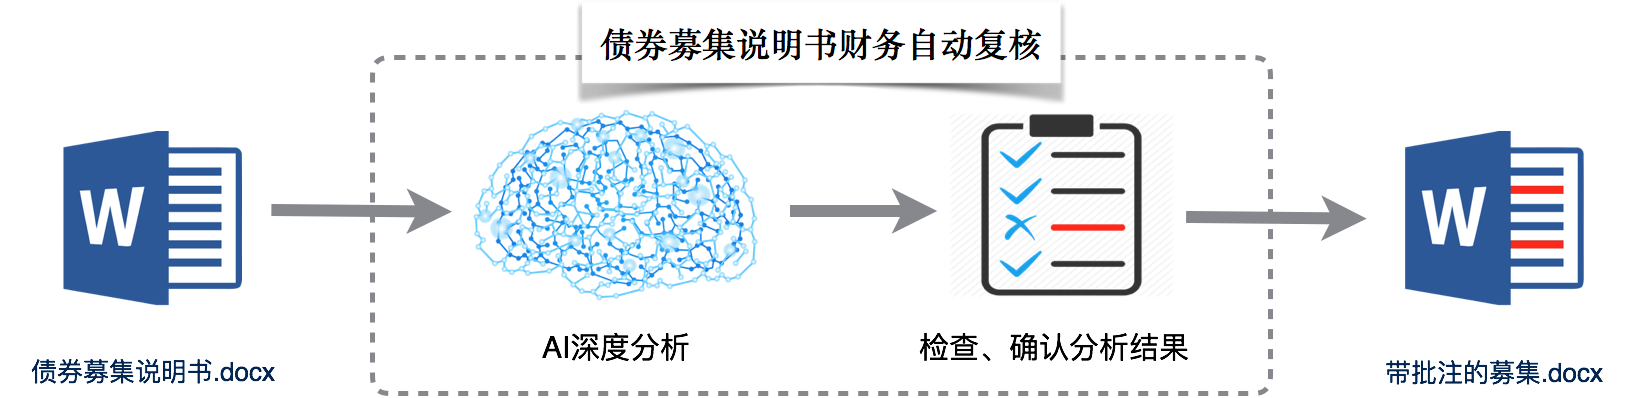 债券募集说明书财务自动复核
W
W
AI深度分析
检查、确认分析结果
债券募集说明书.docx
带批注的募集.docx